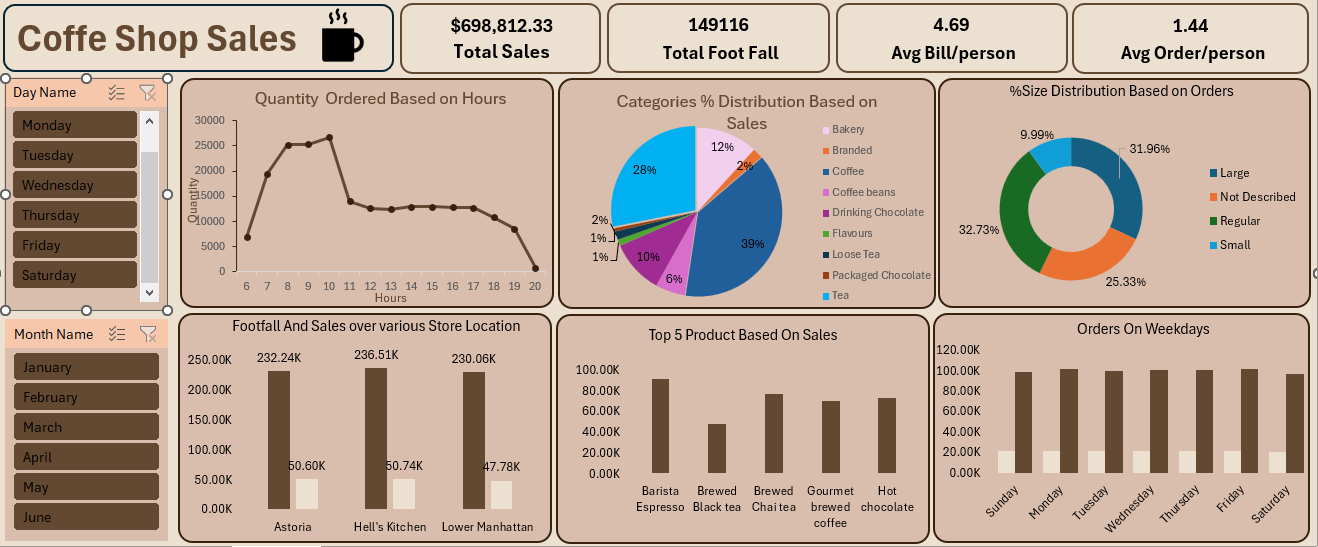 Coffe Shop Sales
$698,812.33
Total Sales
149116
Total Foot Fall
4.69
Avg Bill/person
1.44
Avg Order/person
Day Name
Monday
Tuesday
Wednesday
Thursday
Friday
Saturday
Quantity Ordered Based on Hours
30000
25000
20000
15000
10000
5000
0
Quantity
6 7 8 9 10 11 12 13 14 15 16 17 18 19 20
Hours
Categories % Distribution Based on
Sales
12%
2%
39%
6%
10%
1%
1%
2%
28%
Bakery
Branded
Coffee
Coffee beans
Drinking Chocolate
Flavours
Loose Tea
Packaged Chocolate
Tea
%Size Distribution Based on Orders
9.99%
31.96%
32.73%
25.33%
Large
Not Described
Regular
Small
Month Name
January
February
March
April
May
June
Footfall And Sales over various Store Location
250.00K
200.00K
150.00K
100.00K
50.00K
0.00K
232.24K
236.51K
230.06K
50.60K
50.74K
47.78K
Astoria
Hell's Kitchen
Lower Manhattan
Top 5 Product Based On Sales
100.00K
80.00K
60.00K
40.00K
20.00K
0.00K
Barista
Espresso
Brewed
Black tea
Brewed
Chai tea
Gourmet
brewed
coffee
Hot
chocolate
Orders On Weekdays
120.00K
100.00K
80.00K
60.00K
40.00K
20.00K
0.00K
Sunday
Monday
Tuesday
Wednesday
Thursday
Friday
Saturday